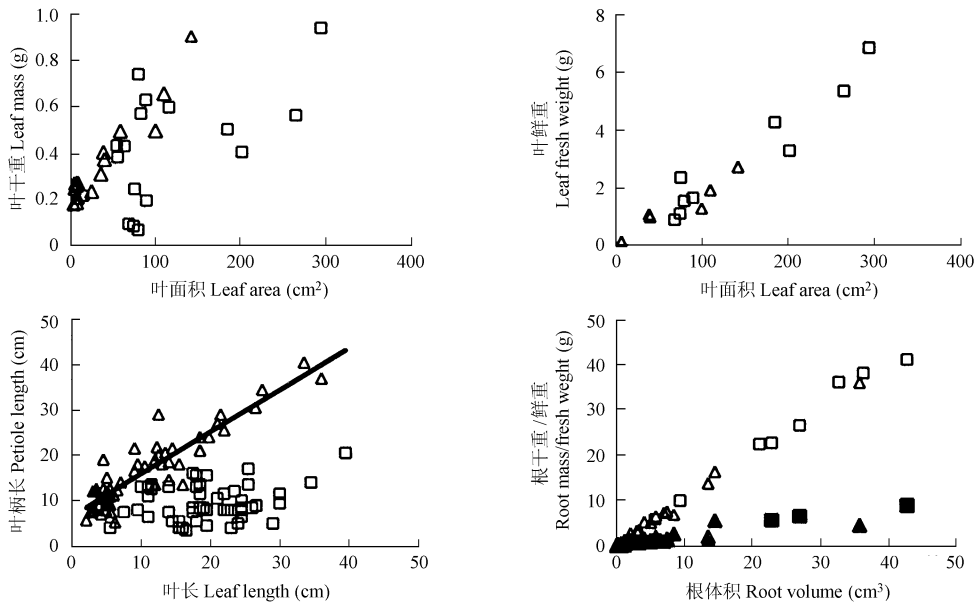 叶干重 Leaf mass (g)
1.0
0.8
0.6
0.4
0.2
0
0 100 200 300 400
叶面积 Leaf area (cm²)
叶鲜重
Leaf fresh weight (g)
8
6
4
2
0
0 100 200 300 400
叶面积 Leaf area (cm²)
叶柄长 Petiole length (cm)
50
40
30
20
10
0
0 10 20 30 40 50
叶长 Leaf length (cm)
根干重/鲜重
Root mass/fresh weght (g)
50
40
30
20
10
0
0 10 20 30 40 50
根体积 Root volume (cm³)